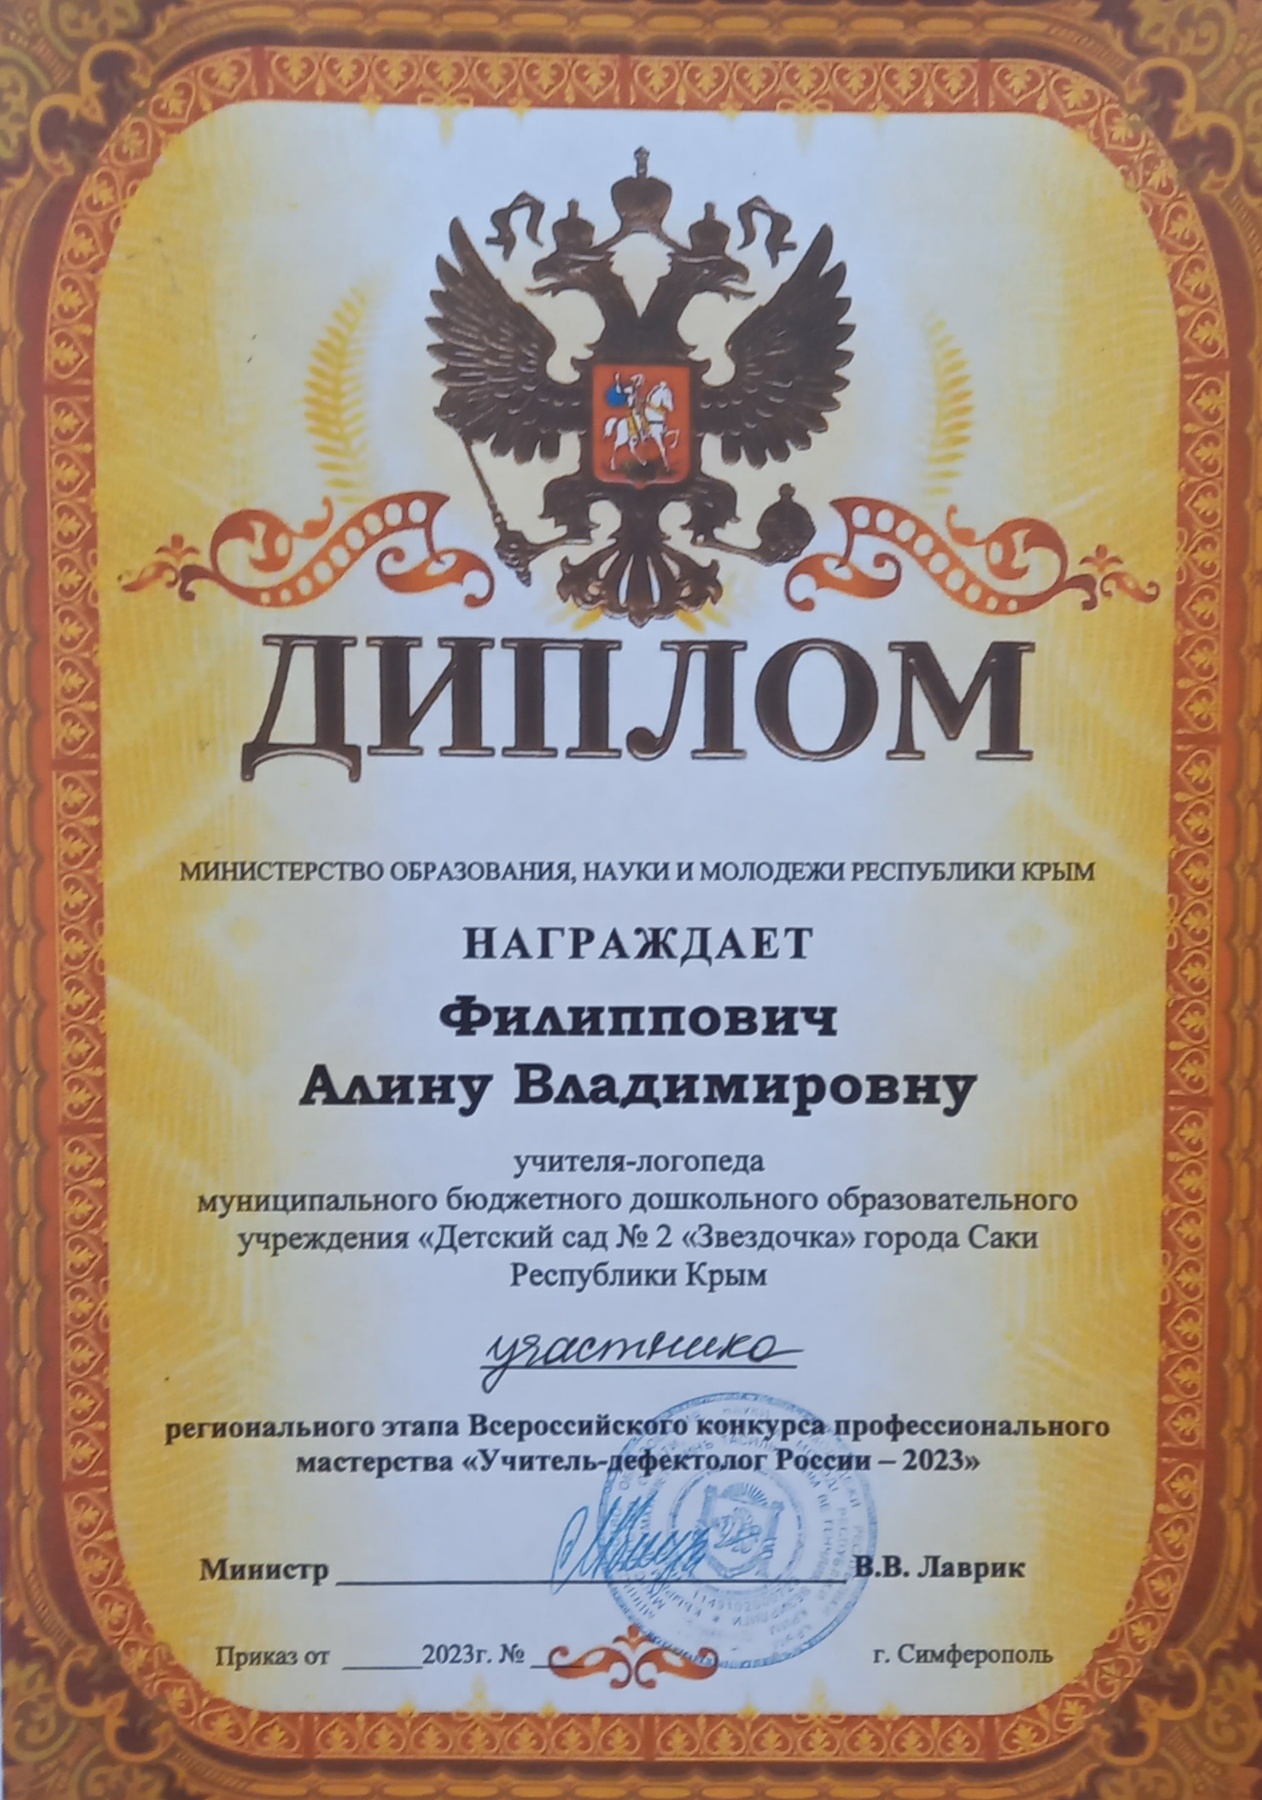 ДИПЛОМ
МИНИСТЕРСТВО ОБРАЗОВАНИЯ, НАУКИ И МОЛОДЕЖИ РЕСПУБЛИКИ КРЫМ
НАГРАЖДАЕТ
Филиппович
Алину Владимировну
учителя-логопеда
муниципального бюджетного дошкольного образовательного
учреждения «Детский сад № 2 «Звездочка» города Саки
Республики Крым
участника
регионального этапа Всероссийского конкурса профессионального
мастерства «Учитель-дефектолог России – 2023»
Министр В.В. Лаврик
Приказ от ______2023г. № ____ г. Симферополь